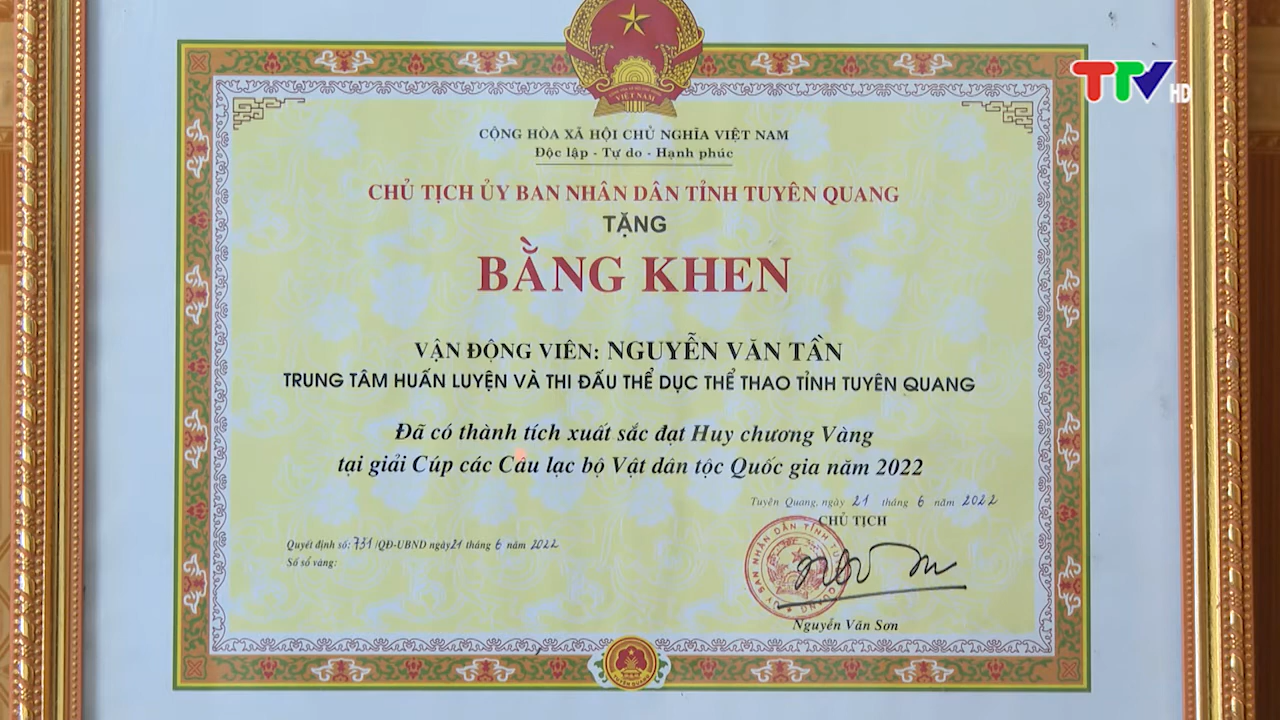 TTV HD
VIỆT NAM
CỘNG HÒA XÃ HỘI CHỦ NGHĨA VIỆT NAM
Độc lập - Tự do - Hạnh phúc
CHỦ TỊCH ỦY BAN NHÂN DÂN TỈNH TUYÊN QUANG
TẶNG
BẰNG KHEN
VẬN ĐỘNG VIÊN: NGUYỄN VĂN TẦN
TRUNG TÂM HUẤN LUYỆN VÀ THI ĐẤU THỂ DỤC THỂ THAO TỈNH TUYÊN QUANG
Đã có thành tích xuất sắc đạt Huy chương Vàng
tại giải Cúp các Câu lạc bộ Vật dân tộc Quốc gia năm 2022
Tuyên Quang, ngày 21 tháng 6 năm 2022
CHỦ TỊCH
Quyết định số: 731/QĐ-UBND ngày 21 tháng 6 năm 2022
Số sổ vàng:
Nguyễn Văn Sơn